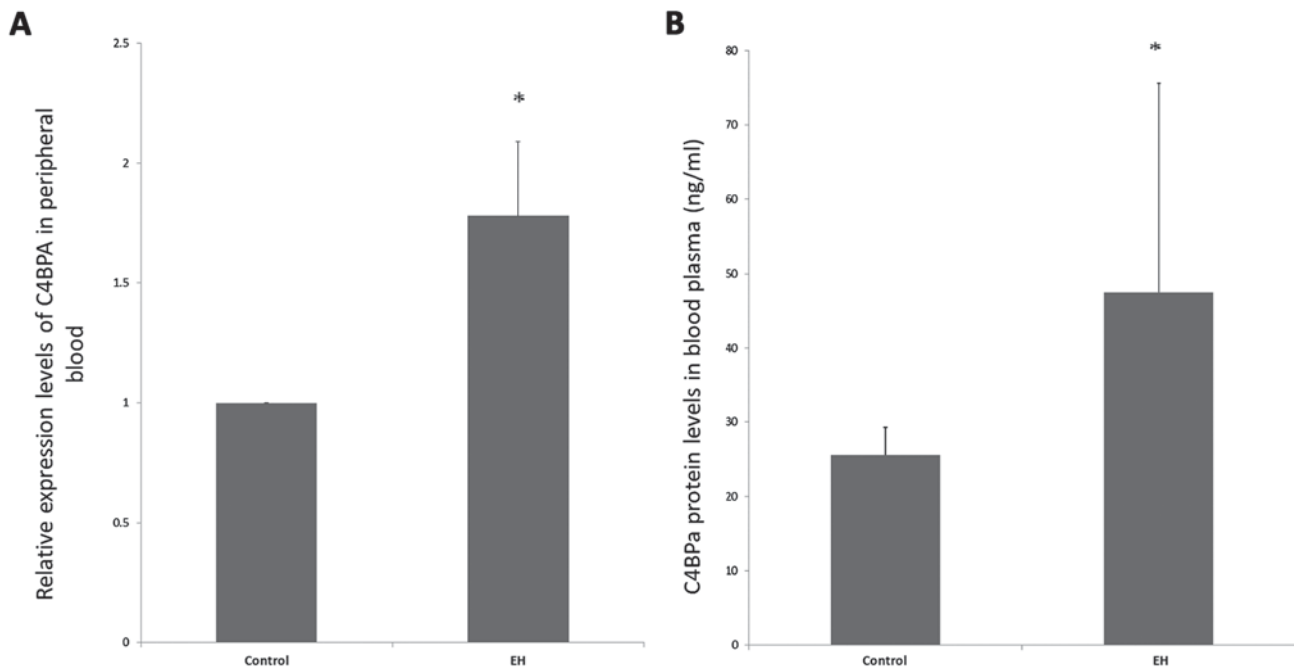 A
Relative expression levels of C4BPA in peripheral
blood
2.5
2
1.5
1
0.5
0
*
Control
EH
B
C4BPa protein levels in blood plasma (ng/ml)
80
70
60
50
40
30
20
10
0
*
Control
EH